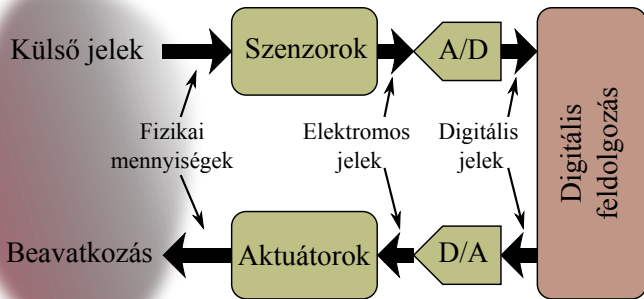 Külső jelek
Szenzorok
A/D
Fizikai
mennyiségek
Elektromos
jelek
Digitális
jelek
Digitális
feldolgozás
Beavatkozás
Aktuátorok
D/A